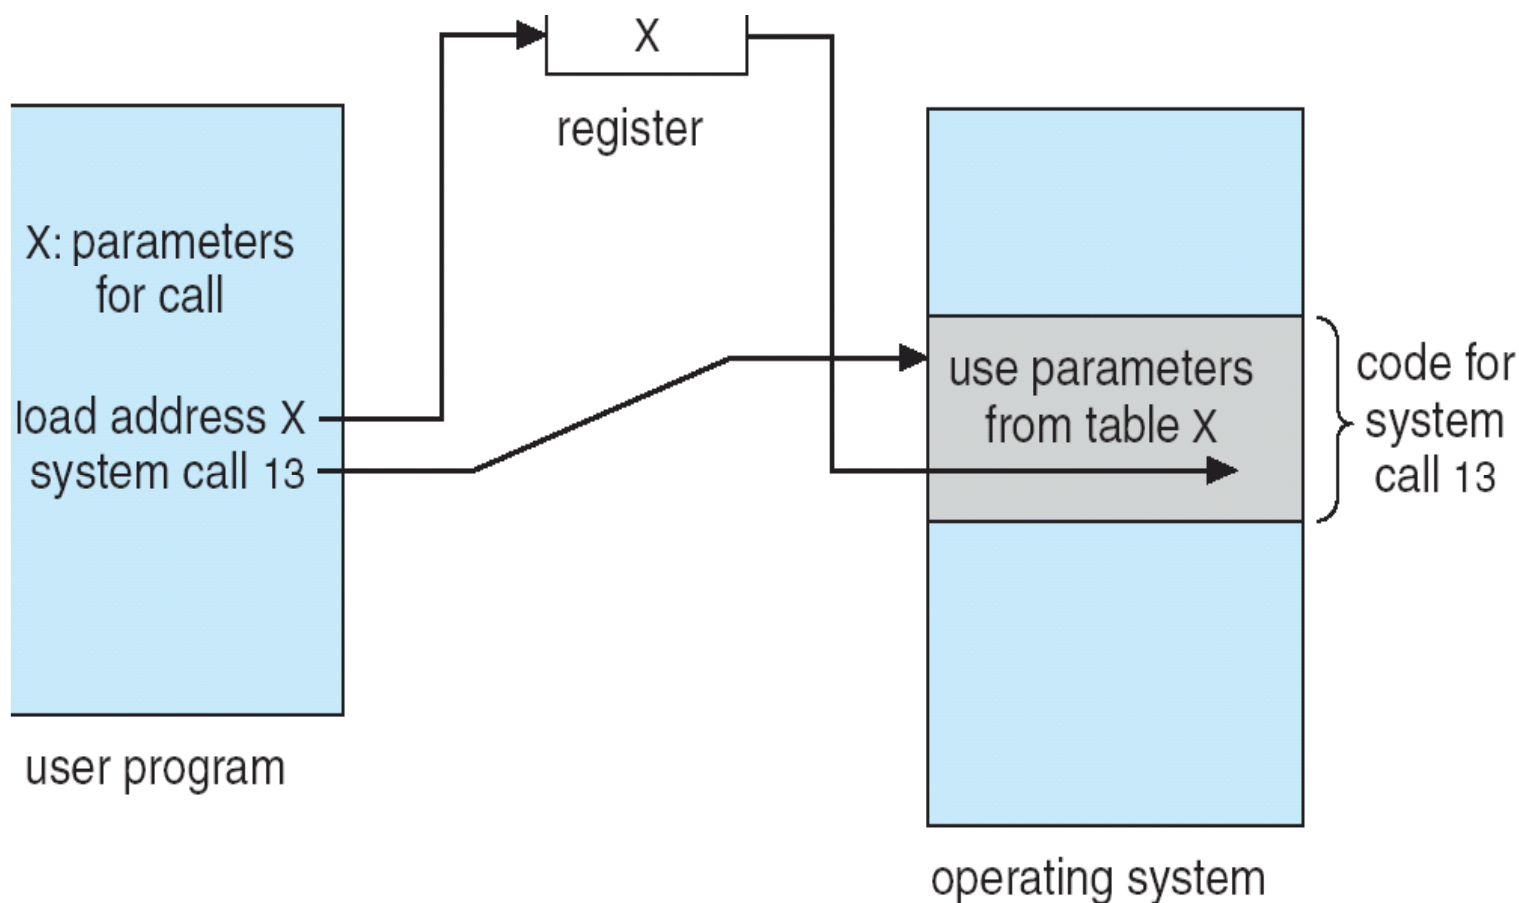 X
register
X: parameters
for call
load address X
system call 13
use parameters
from table X
code for
system
call 13
user program
operating system